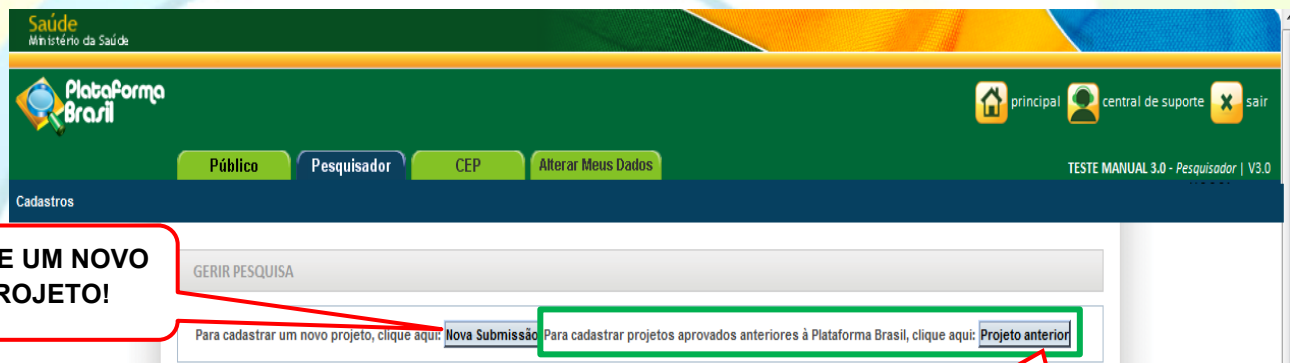 Saúde
Ministério da Saúde
Plataforma
Brasil
principal central de suporte x sair
Público Pesquisador CEP Alterar Meus Dados
TESTE MANUAL 3.0 - Pesquisador | V3.0
Cadastros
E UM NOVO
ROJETO!
GERIR PESQUISA
Para cadastrar um novo projeto, clique aqui: Nova Submissão Para cadastrar projetos aprovados anteriores à Plataforma Brasil, clique aqui: Projeto anterior